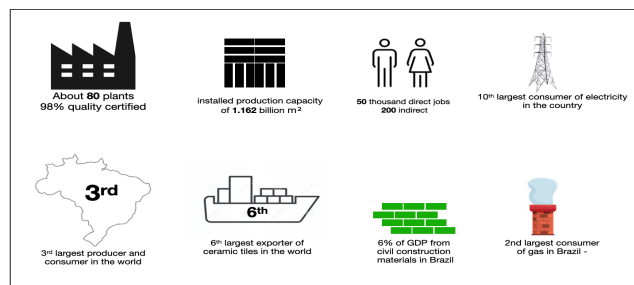 About 80 plants
98% quality certified
installed production capacity
of 1.162 billion m²
50 thousand direct jobs
200 indirect
10th largest consumer of electricity
in the country
3rd
3rd largest producer and
consumer in the world
6th
6th largest exporter of
ceramic tiles in the world
6% of GDP from
civil construction
materials in Brazil
2nd largest consumer
of gas in Brazil -